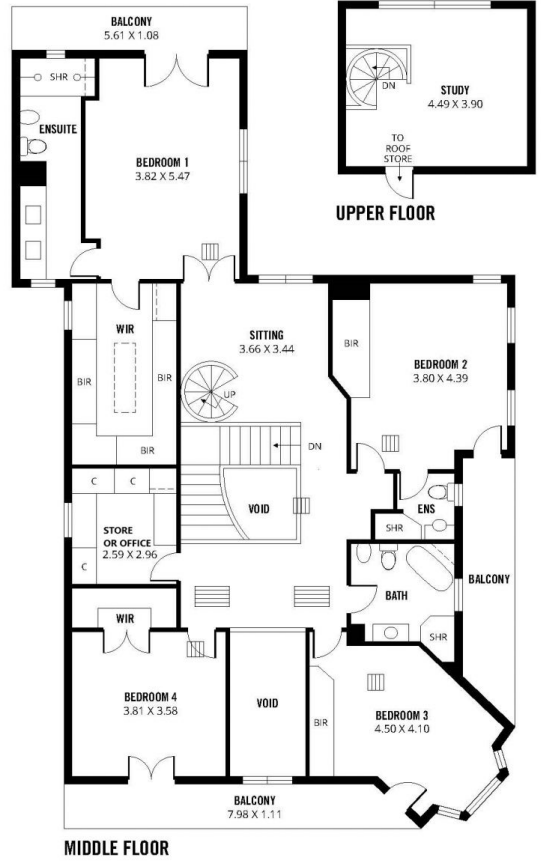 BALCONY
5.61 X 1.08
SHR
ENSUITE
BEDROOM 1
3.82 X 5.47
DN
STUDY
4.49 X 3.90
TO
ROOF
STORE
UPPER FLOOR
WIR
BIR
BIR
BIR
SITTING
3.66 X 3.44
UP
DN
BIR
BEDROOM 2
3.80 X 4.39
C
C
STORE
OR OFFICE
2.59 X 2.96
C
VOID
ENS
SHR
BATH
SHR
BALCONY
WIR
BEDROOM 4
3.81 X 3.58
VOID
BIR
BEDROOM 3
4.50 X 4.10
BALCONY
7.98 X 1.11
MIDDLE FLOOR